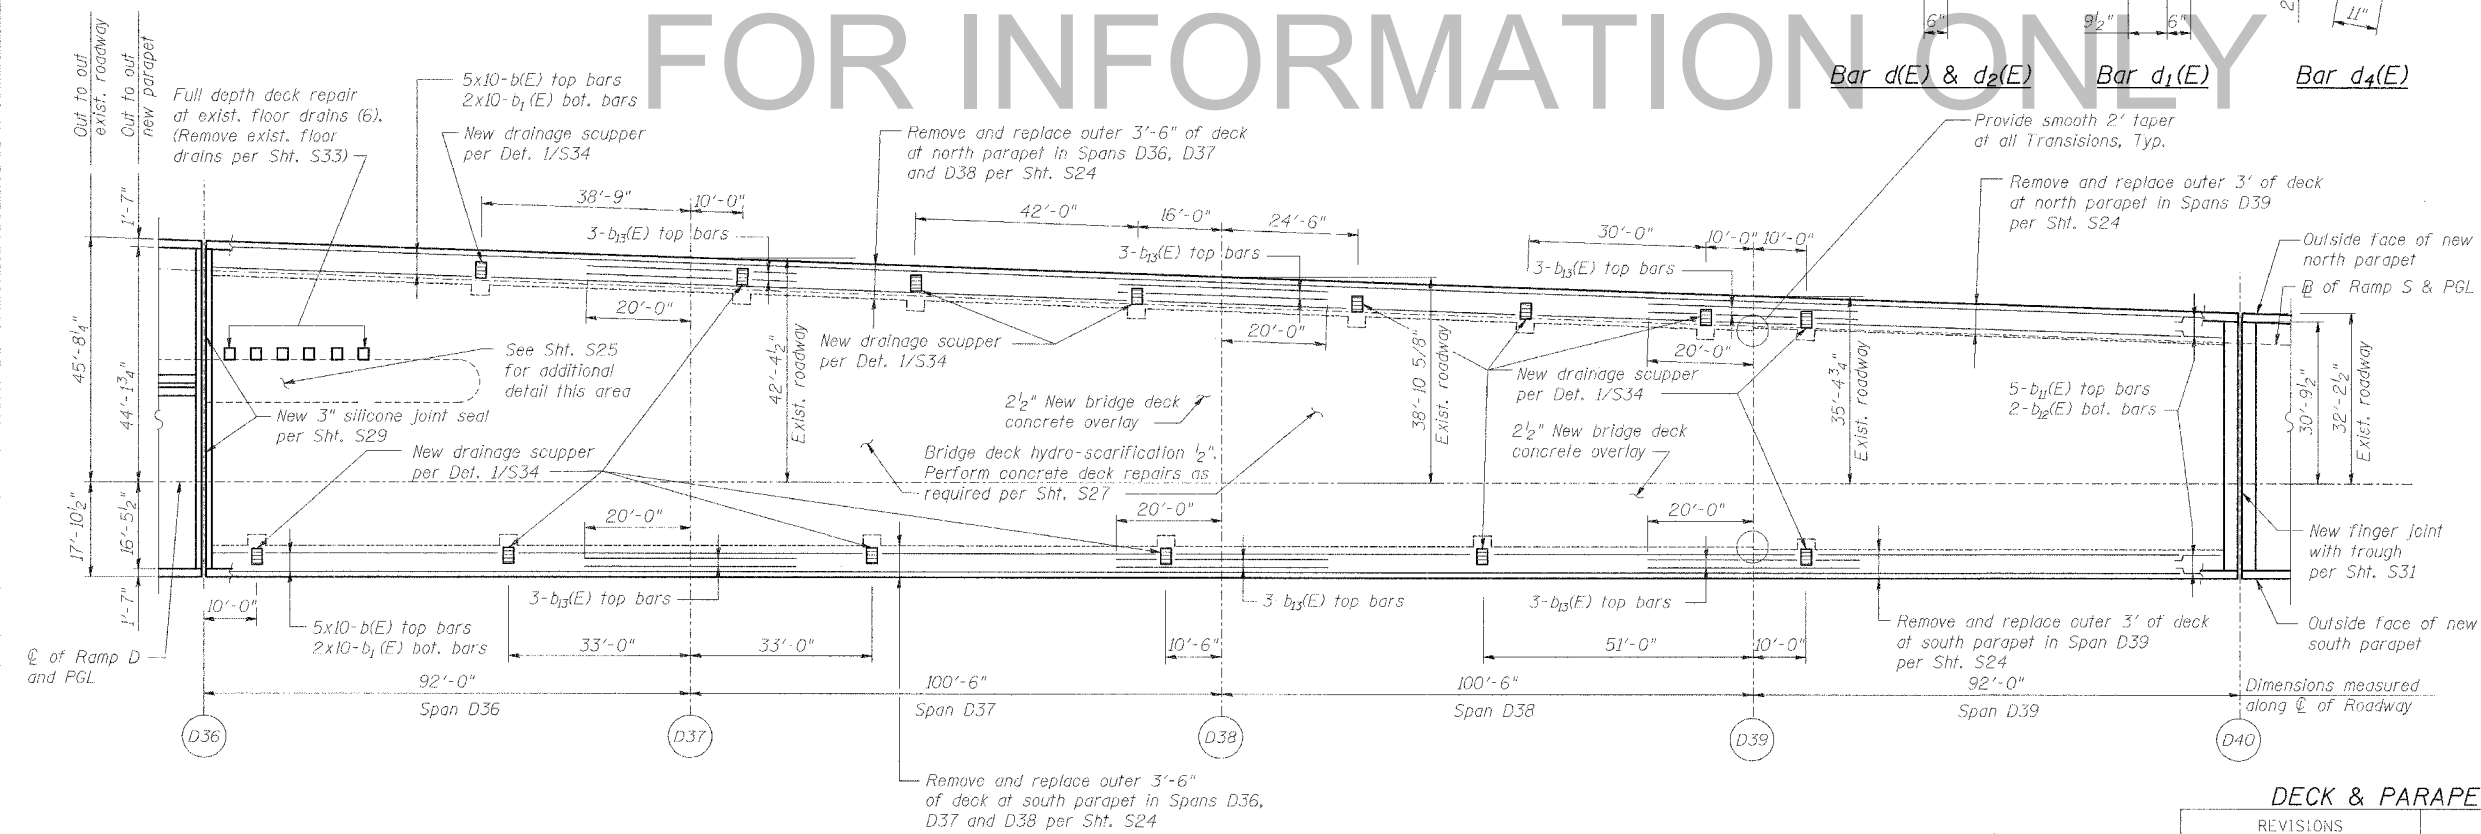 FOR INFORMATION ONLY
6"
9½"
6"
2
11"
Bar d(E) & d₂(E)
Bar d₁(E)
Bar d₄(E)
Out to out
exist. roadway
Out to out
new parapet
Full depth deck repair
at exist. floor drains (6).
(Remove exist. floor
drains per Sht. S33)
5x10-b(E) top bars
2x10-b₁(E) bot. bars
New drainage scupper
per Det. 1/S34
Remove and replace outer 3'-6" of deck
at north parapet in Spans D36, D37
and D38 per Sht. S24
Provide smooth 2' taper
at all Transisions, Typ.
Remove and replace outer 3' of deck
at north parapet in Spans D39
per Sht. S24
Outside face of new
north parapet
℔ of Ramp S & PGL
1'-7"
38'-9"
10'-0"
42'-0"
16'-0"
24'-6"
30'-0"
10'-0"
10'-0"
3-b₁₃(E) top bars
3-b₁₃(E) top bars
3-b₁₃(E) top bars
20'-0"
20'-0"
20'-0"
45'-8¼"
44'-1¾"
See Sht. S25
for additional
detail this area
New 3" silicone joint seal
per Sht. S29
42'-4½"
Exist. roadway
New drainage scupper
per Det. 1/S34
2½" New bridge deck
concrete overlay
38'-10 5/8"
Exist. roadway
New drainage scupper
per Det. 1/S34
35'-4¾"
Exist. roadway
5-b₁₁(E) top bars
2-b₁₂(E) bot. bars
30'-9½"
32'-2½"
Exist. roadway
New drainage scupper
per Det. 1/S34
Bridge deck hydro-scarification ½".
Perform concrete deck repairs as
required per Sht. S27
2½" New bridge deck
concrete overlay
17'-10½"
16'-5½"
1'-7"
20'-0"
20'-0"
20'-0"
New finger joint
with trough
per Sht. S31
10'-0"
3-b₁₃(E) top bars
3-b₁₃(E) top bars
3-b₁₃(E) top bars
5x10-b(E) top bars
2x10-b₁(E) bot. bars
33'-0"
33'-0"
10'-6"
51'-0"
10'-0"
Remove and replace outer 3' of deck
at south parapet in Span D39
per Sht. S24
Outside face of new
south parapet
℄ of Ramp D
and PGL
92'-0"
Span D36
100'-6"
Span D37
100'-6"
Span D38
92'-0"
Span D39
Dimensions measured
along ℄ of Roadway
D36
D37
D38
D39
D40
Remove and replace outer 3'-6"
of deck at south parapet in Spans D36,
D37 and D38 per Sht. S24
DECK & PARAPE
REVISIONS